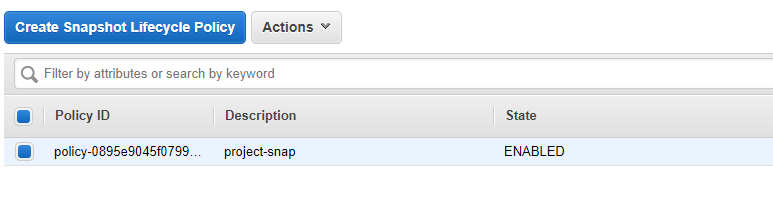 Create Snapshot Lifecycle Policy Actions
Filter by attributes or search by keyword
Policy ID Description State
policy-0895e9045f0799... project-snap ENABLED